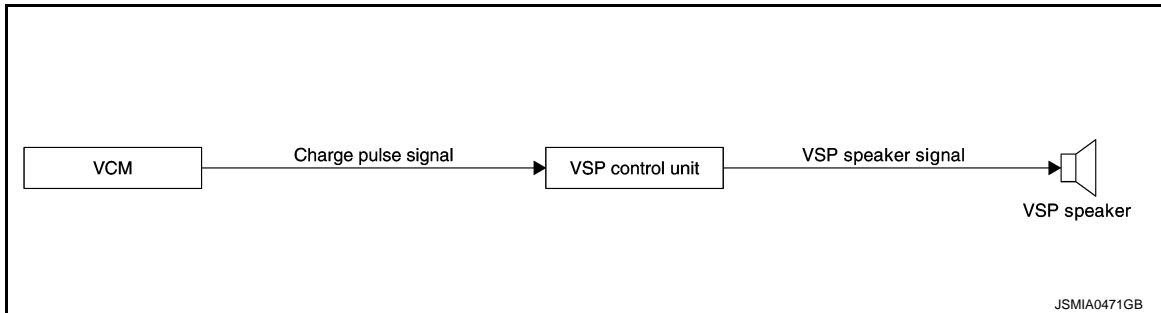 Charge pulse signal
VSP speaker signal
VCM
VSP control unit
VSP speaker
JSMIA0471GB